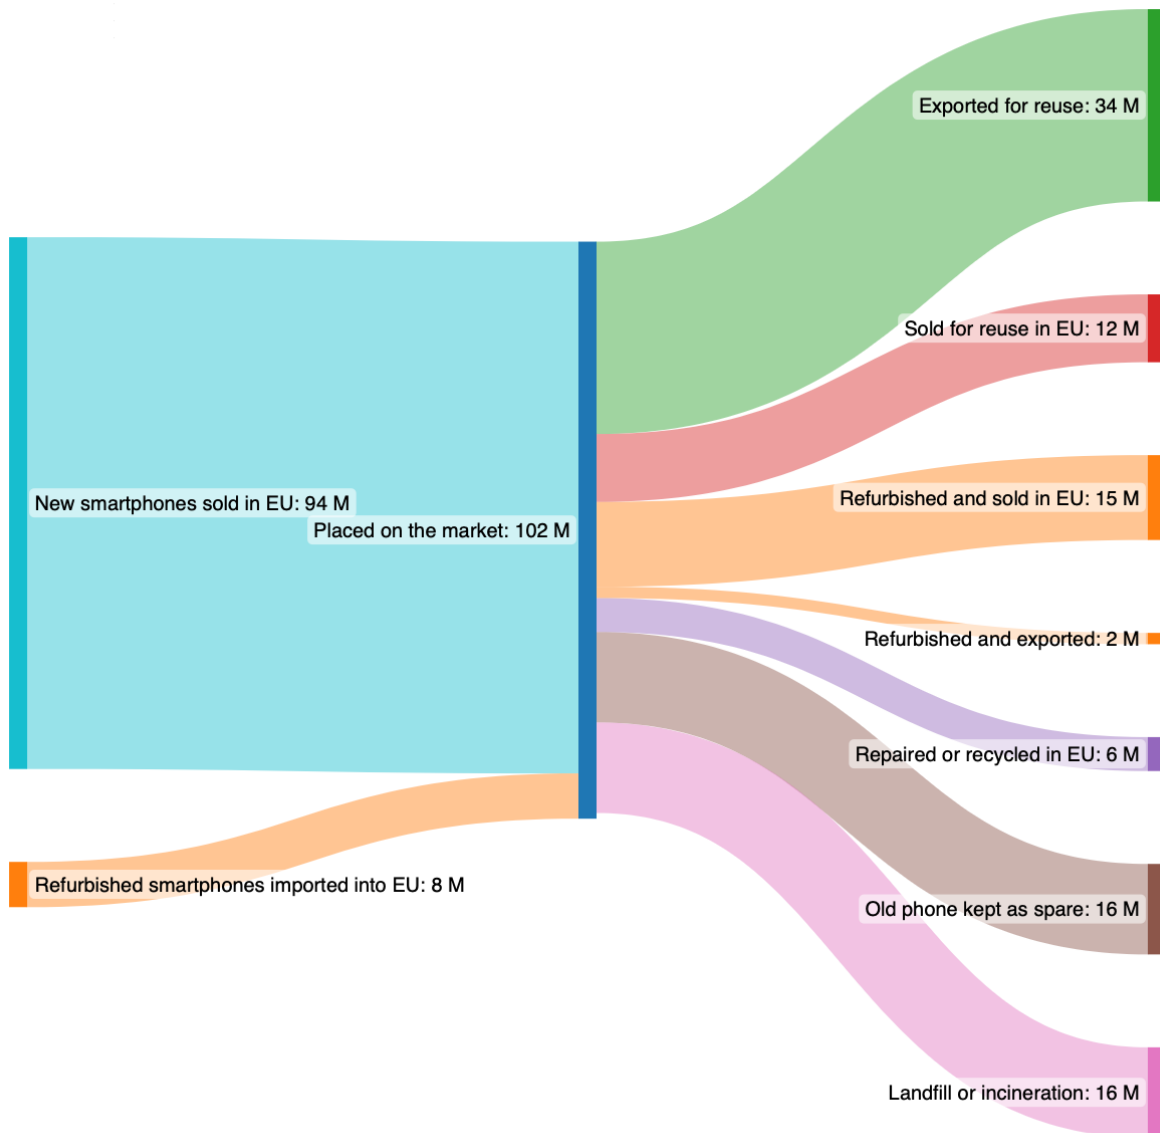 Exported for reuse: 34 M
Sold for reuse in EU: 12 M
Refurbished and sold in EU: 15 M
New smartphones sold in EU: 94 M
Placed on the market: 102 M
Refurbished and exported: 2 M
Repaired or recycled in EU: 6 M
Refurbished smartphones imported into EU: 8 M
Old phone kept as spare: 16 M
Landfill or incineration: 16 M